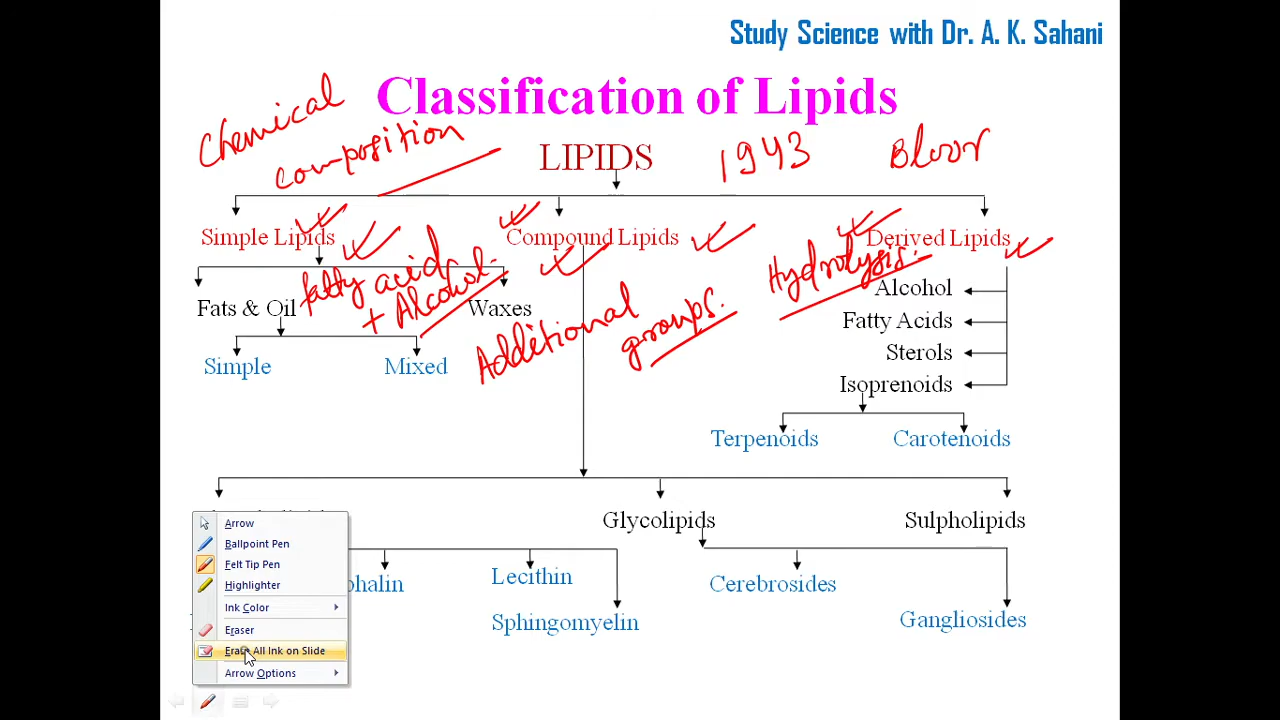 Study Science with Dr. A. K. Sahani
Classification of Lipids
Chemical
composition
LIPIDS
1943
Bloor
Simple Lipids
Compound Lipids
Derived Lipids
fatty acid
+ Alcohol.
Additional
groups.
Hydrolysis.
Fats & Oil
Waxes
Alcohol
Fatty Acids
Sterols
Isoprenoids
Simple
Mixed
Terpenoids
Carotenoids
Glycolipids
Sulpholipids
Lecithin
Sphingomyelin
Cerebrosides
Gangliosides
Arrow
Ballpoint Pen
Felt Tip Pen
Highlighter
Ink Color
Eraser
Erase All Ink on Slide
Arrow Options